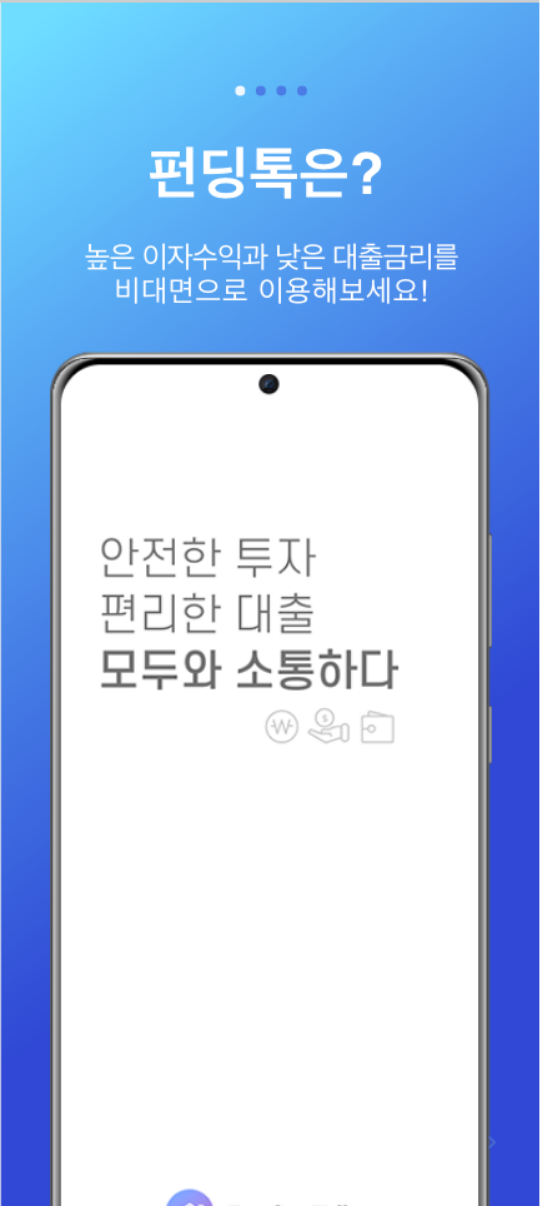 펀딩톡은?
높은 이자수익과 낮은 대출금리를
비대면으로 이용해보세요!
안전한 투자
편리한 대출
모두와 소통하다